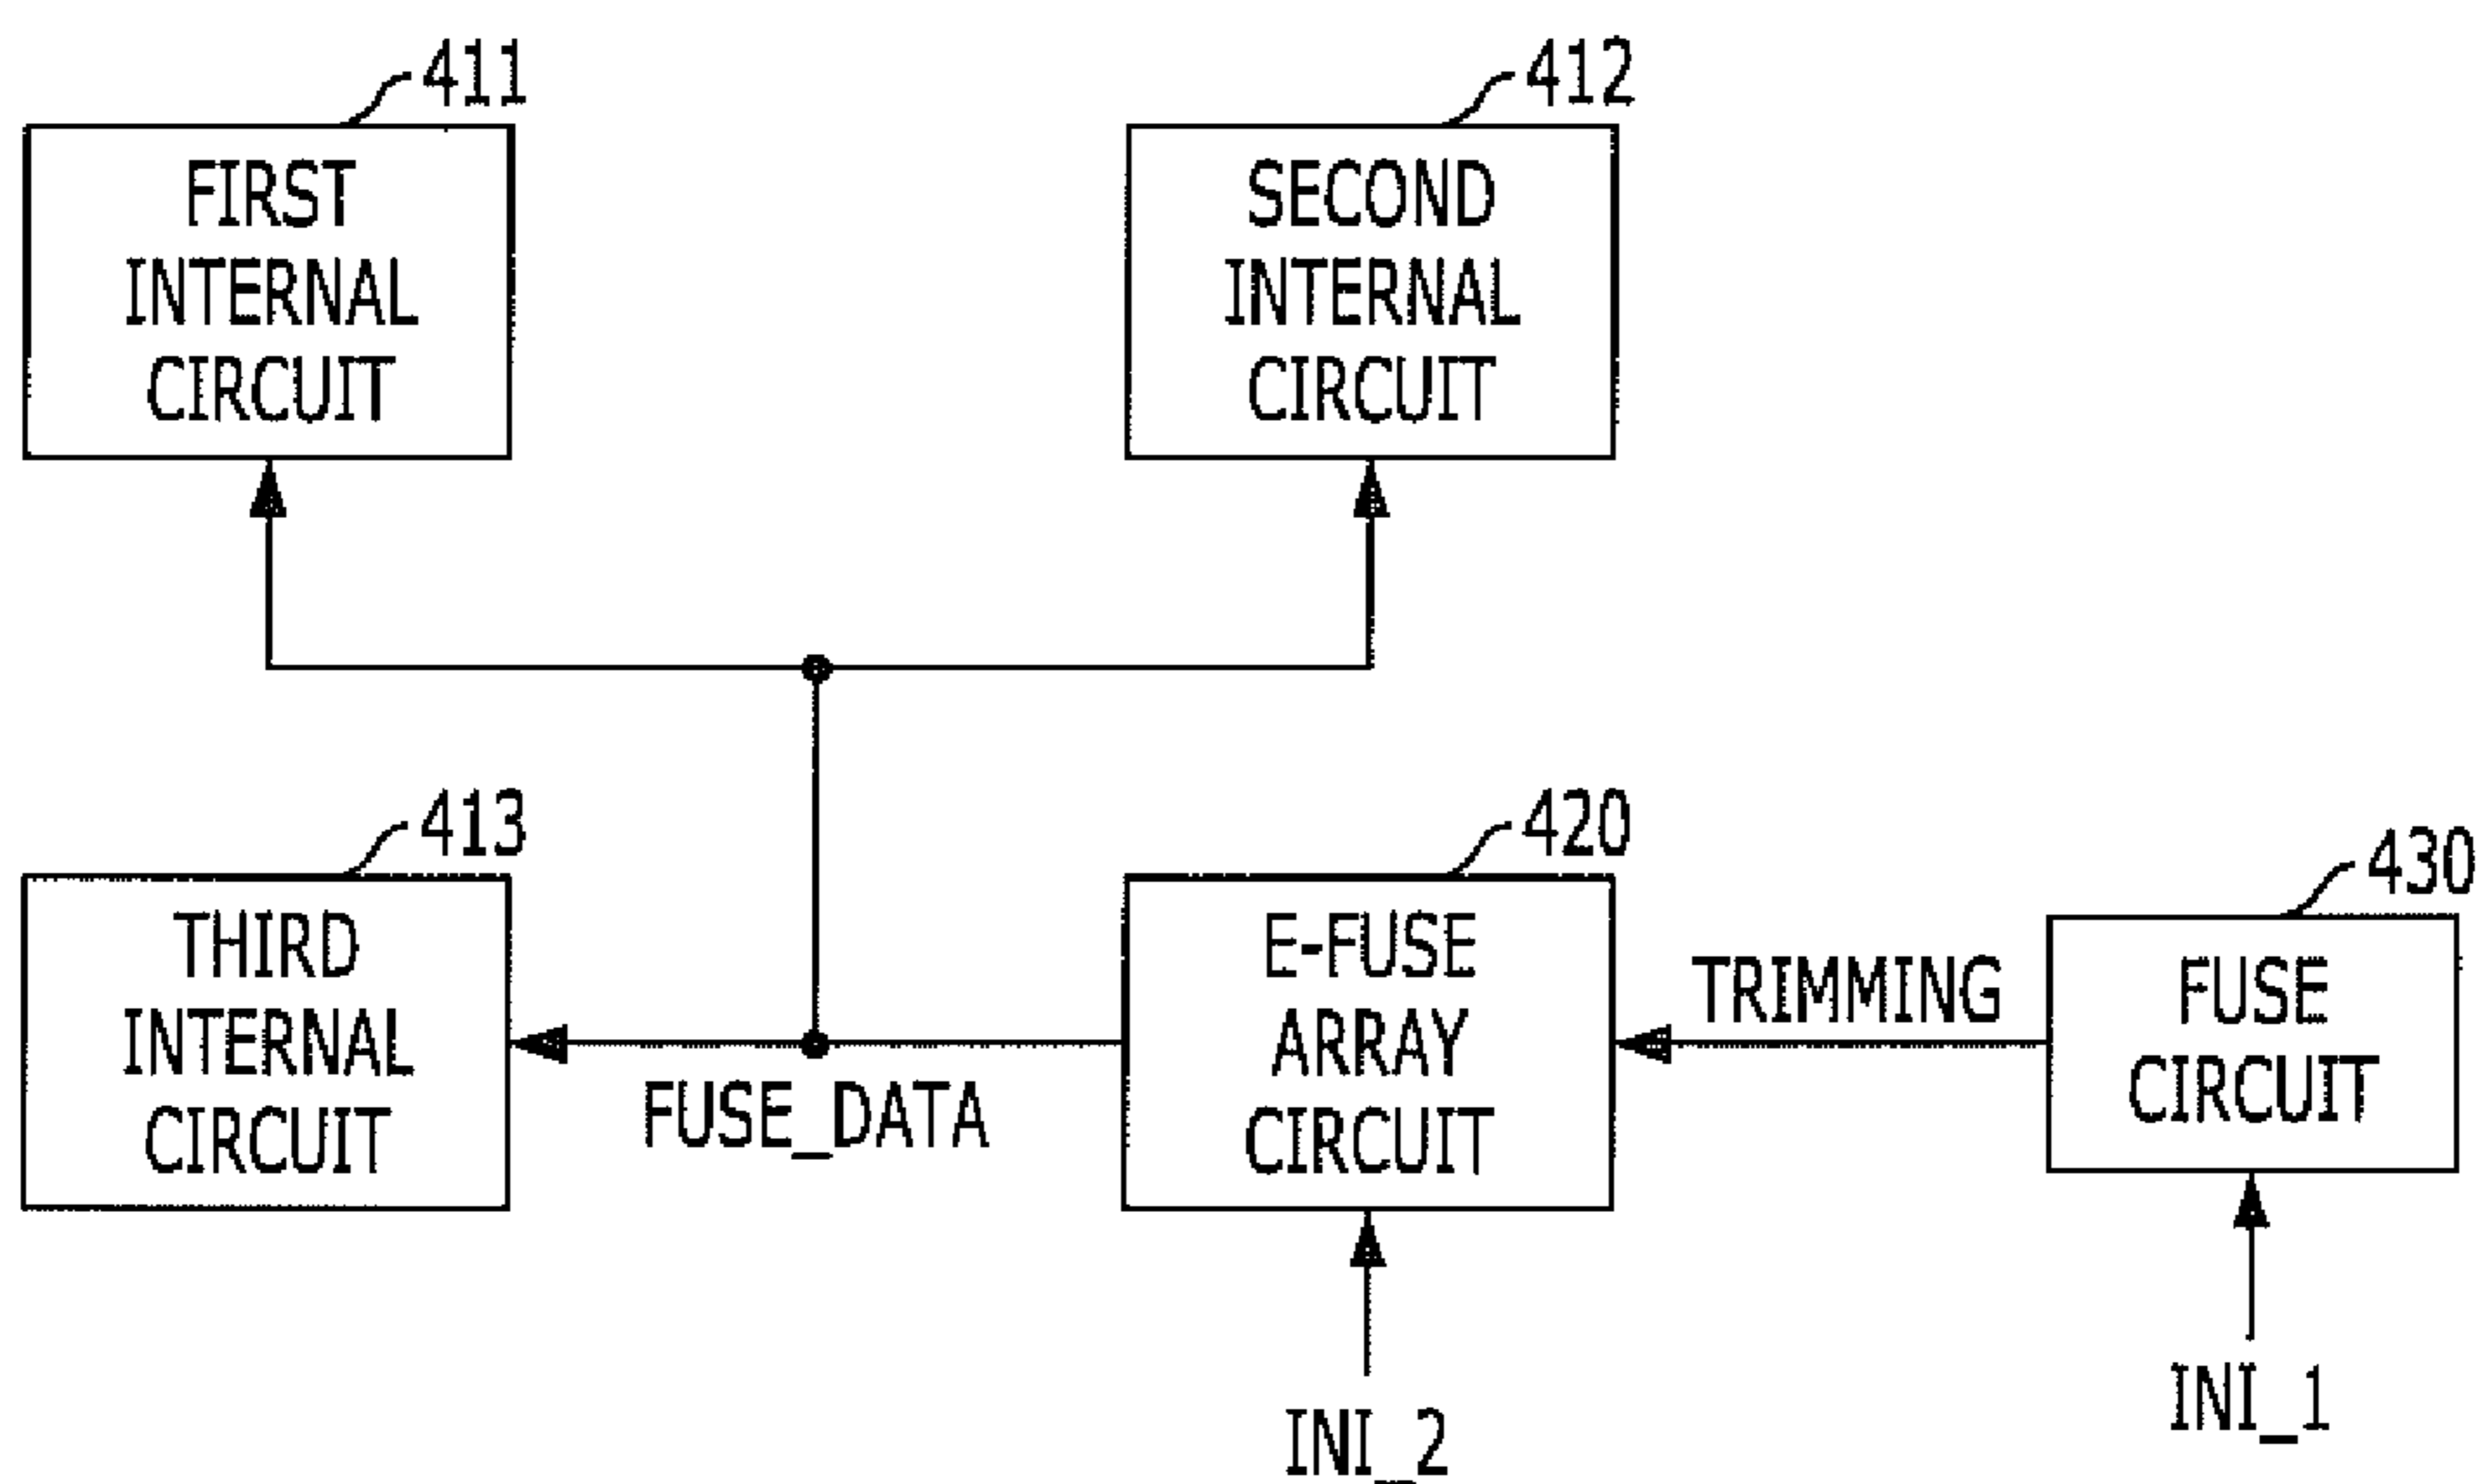 411
FIRST
INTERNAL
CIRCUIT
412
SECOND
INTERNAL
CIRCUIT
413
THIRD
INTERNAL
CIRCUIT
FUSE_DATA
420
E-FUSE
ARRAY
CIRCUIT
TRIMMING
430
FUSE
CIRCUIT
INI_2
INI_1